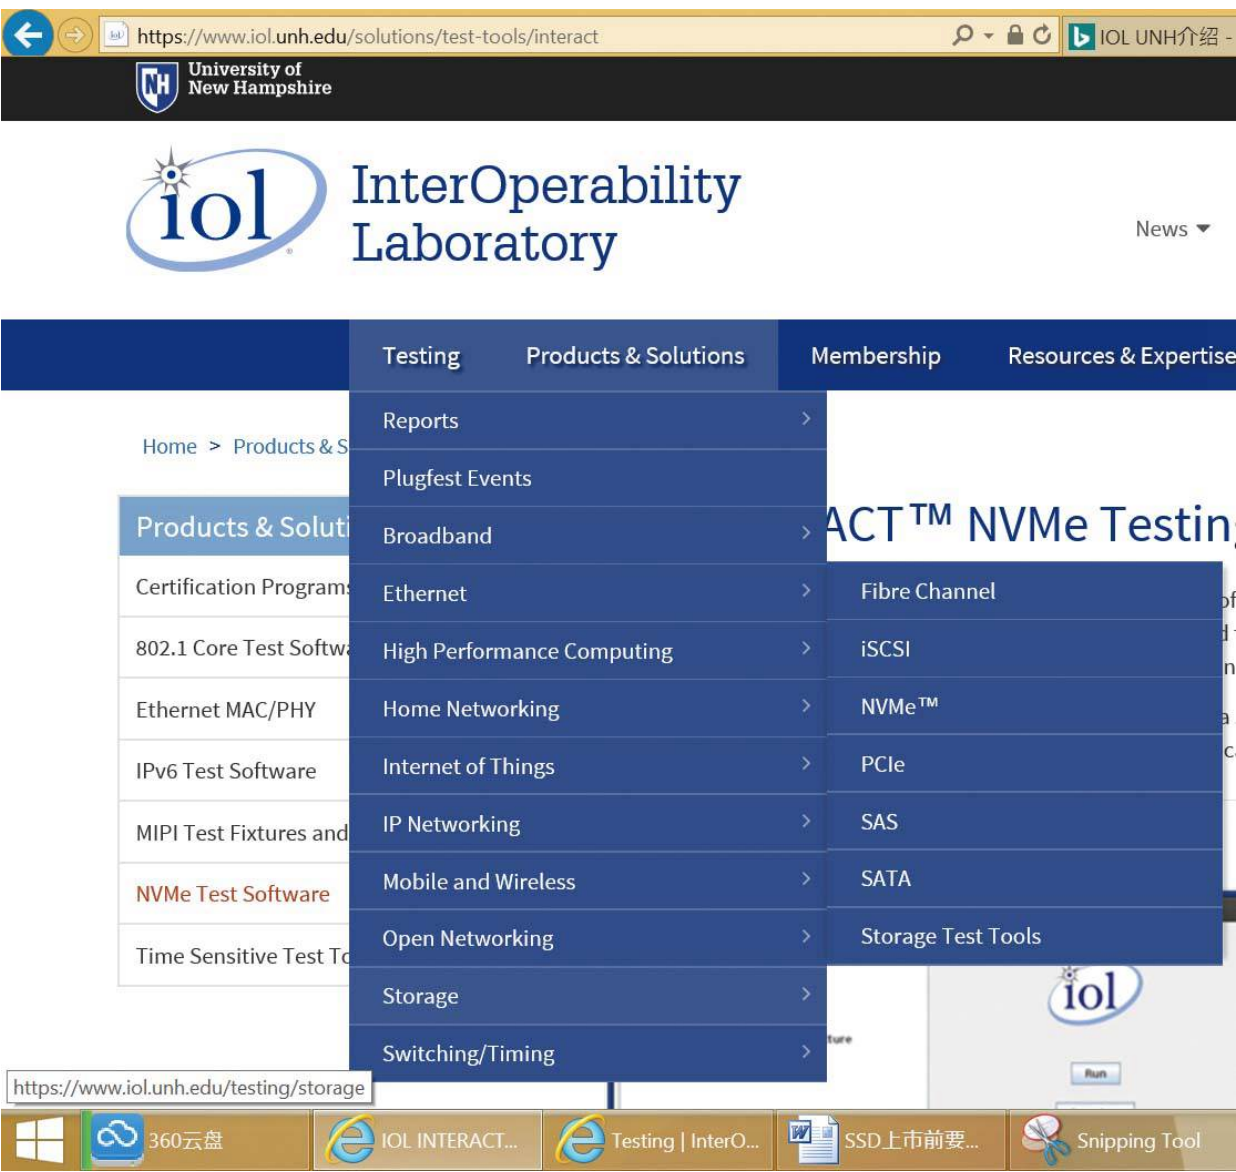 https://www.iol.unh.edu/solutions/test-tools/interact
IOL UNH介绍 -
NH
University of
New Hampshire
iol
InterOperability
Laboratory
News
Testing
Products & Solutions
Membership
Resources & Expertise
Home > Products & S
Products & Soluti
Certification Programs
802.1 Core Test Softwa
Ethernet MAC/PHY
IPv6 Test Software
MIPI Test Fixtures and
NVMe Test Software
Time Sensitive Test To
Reports
Plugfest Events
Broadband
Ethernet
High Performance Computing
Home Networking
Internet of Things
IP Networking
Mobile and Wireless
Open Networking
Storage
Switching/Timing
ACT™ NVMe Testing
Fibre Channel
iSCSI
NVMe™
PCIe
SAS
SATA
Storage Test Tools
iol
ture
Run
https://www.iol.unh.edu/testing/storage
360云盘
IOL INTERACT...
Testing | InterO...
SSD上市前要...
Snipping Tool